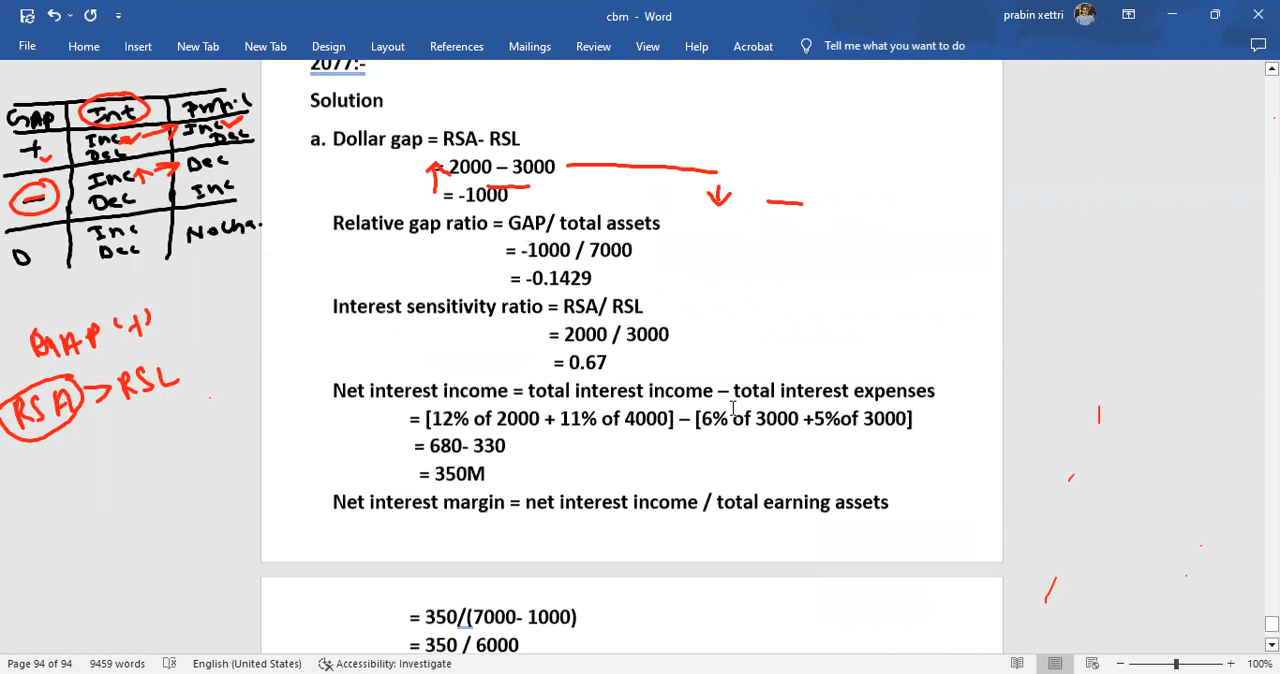 cbm - Word
prabin xettri
File Home Insert New Tab New Tab Design Layout References Mailings Review View Help Acrobat Tell me what you want to do
2077:-
Solution
a. Dollar gap = RSA- RSL
= 2000 – 3000
= -1000
Relative gap ratio = GAP/ total assets
= -1000 / 7000
= -0.1429
Interest sensitivity ratio = RSA/ RSL
= 2000 / 3000
= 0.67
Net interest income = total interest income – total interest expenses
= [12% of 2000 + 11% of 4000] – [6% of 3000 +5%of 3000]
= 680- 330
= 350M
Net interest margin = net interest income / total earning assets
= 350/(7000- 1000)
= 350 / 6000
GAP Int
+ Inc Inc
Dec Dec
- Inc Dec
Dec Inc
0 Inc Nocha.
Dec
GAP '+'
RSA > RSL
Page 94 of 94 9459 words English (United States) Accessibility: Investigate 100%